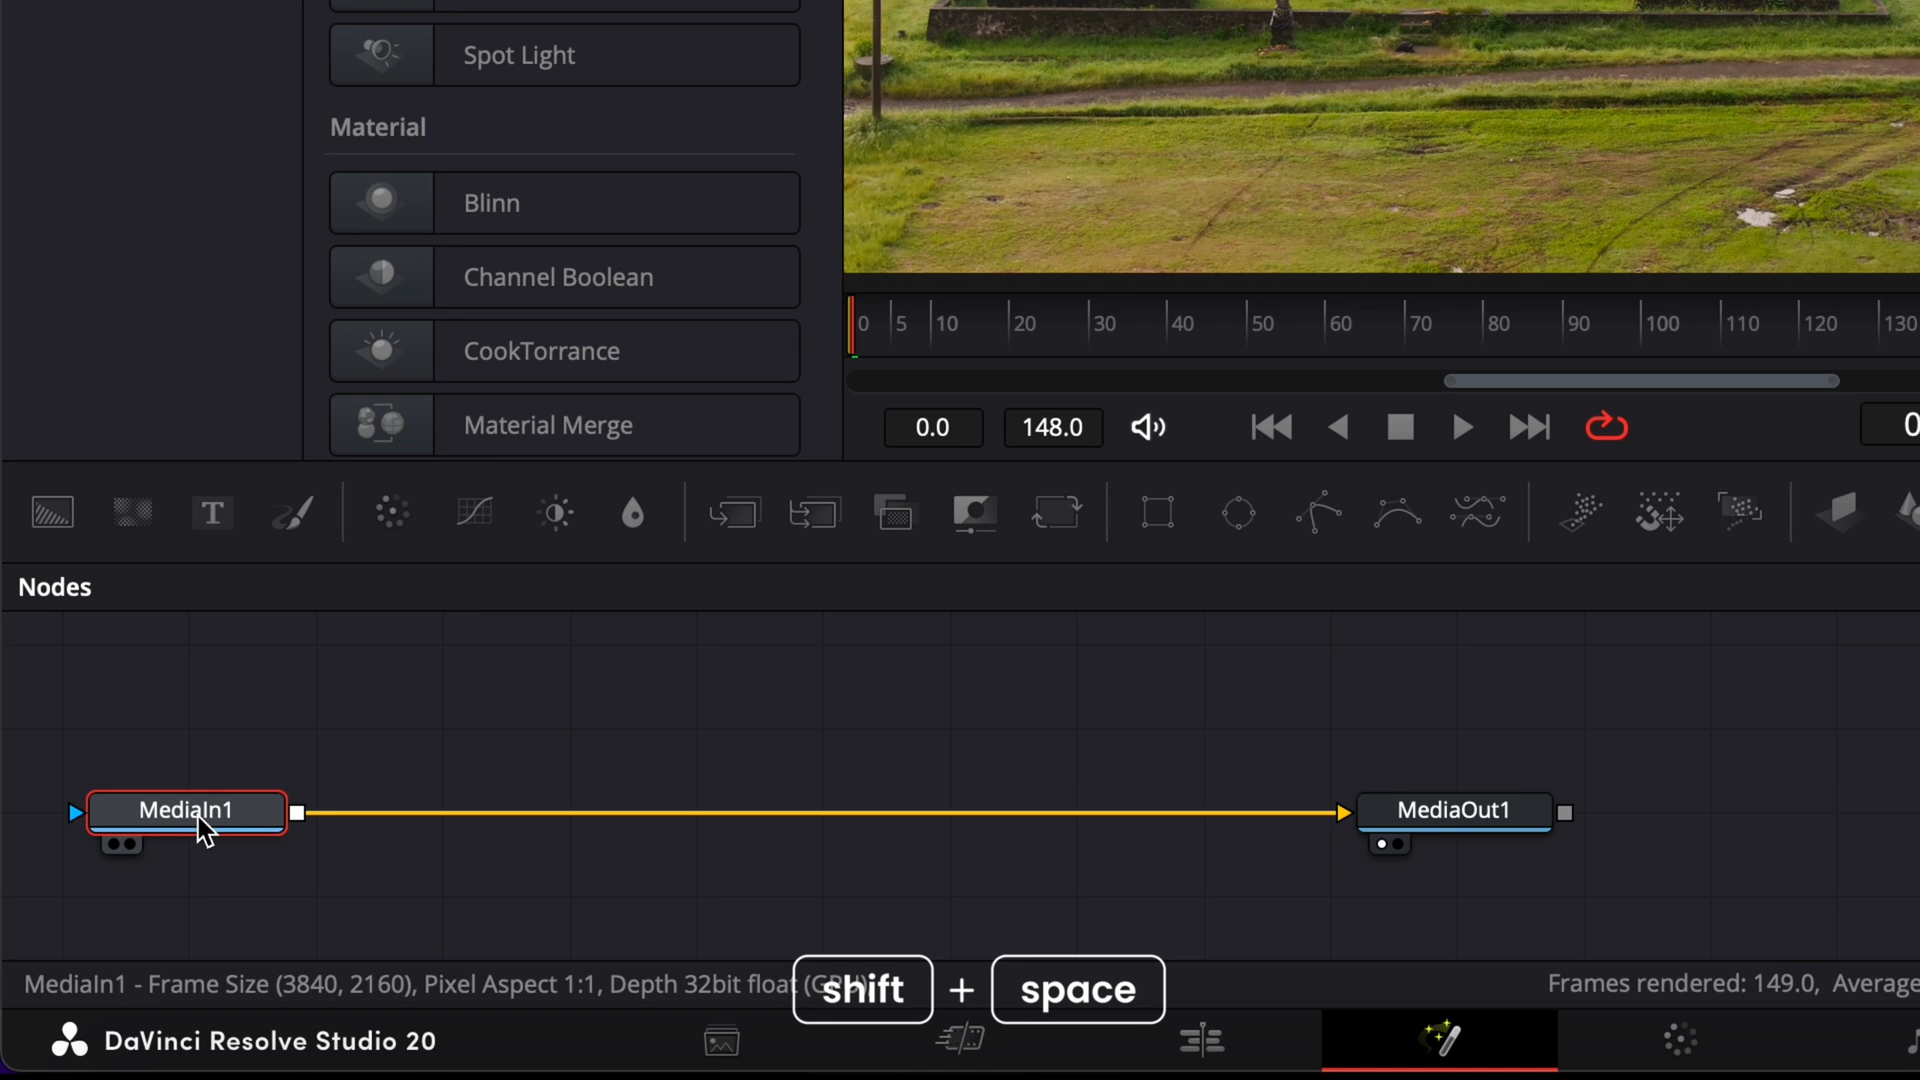 Spot Light
Material
Blinn
Channel Boolean
CookTorrance
Material Merge
0 5 10 20 30 40 50 60 70 80 90 100 110 120 130
0.0 148.0 0
T
Nodes
MediaIn1
MediaOut1
MediaIn1 - Frame Size (3840, 2160), Pixel Aspect 1:1, Depth 32bit float
shift + space
Frames rendered: 149.0, Average
DaVinci Resolve Studio 20